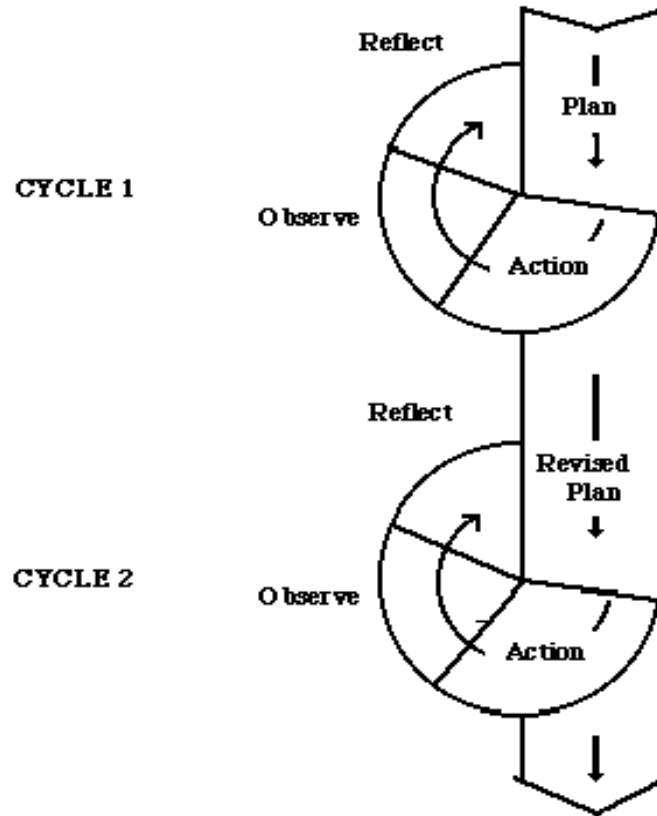 Reflect
Plan
CYCLE 1
Observe
Action
Reflect
Revised
Plan
CYCLE 2
Observe
Action